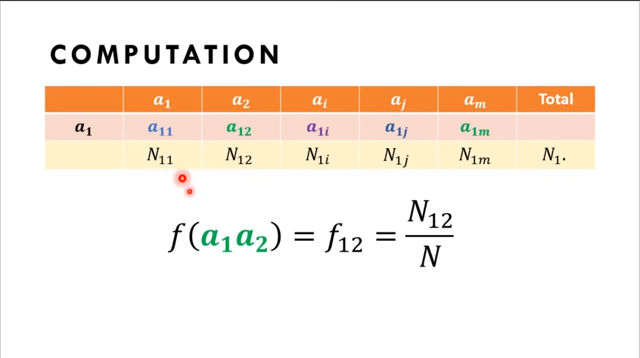 COMPUTATION
a₁ a₂ aᵢ aⱼ aₘ Total
a₁ a₁₁ a₁₂ a₁ᵢ a₁ⱼ a₁ₘ
N₁₁ N₁₂ N₁ᵢ N₁ⱼ N₁ₘ N₁.
f(a₁a₂) = f₁₂ = N₁₂/N